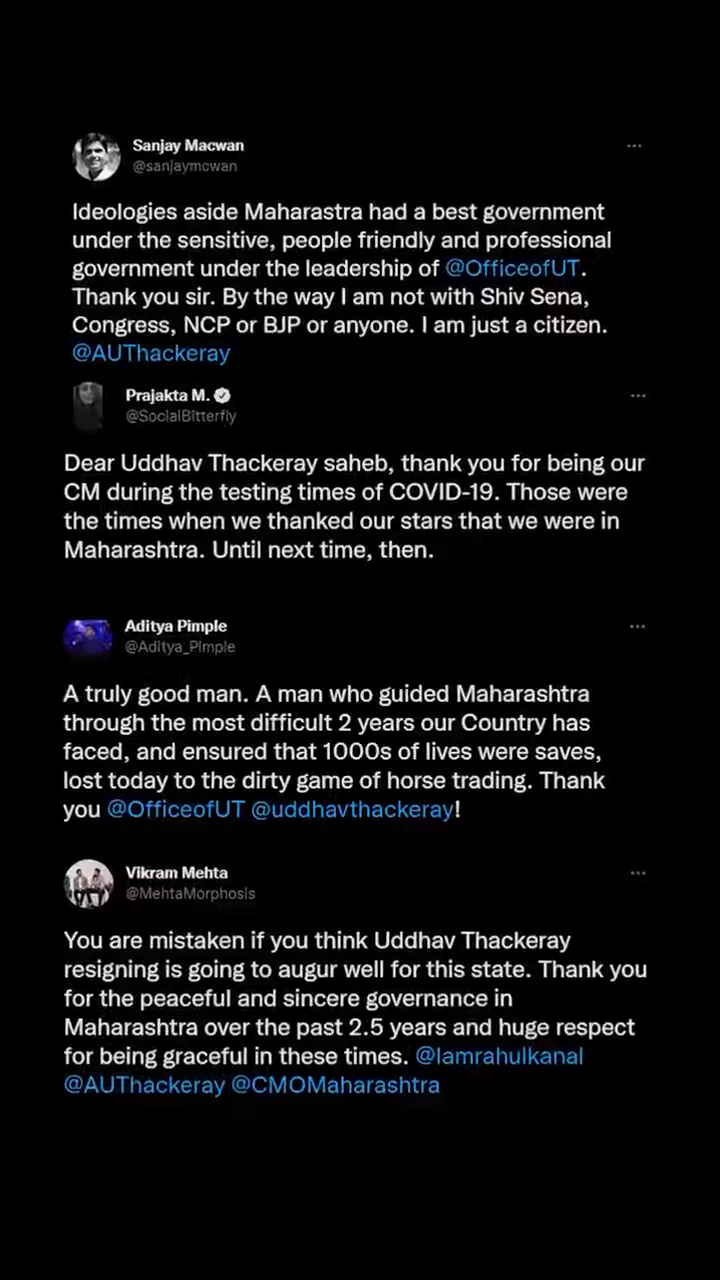 Sanjay Macwan
@sanjaymcwan
Ideologies aside Maharastra had a best government
under the sensitive, people friendly and professional
government under the leadership of @OfficeofUT.
Thank you sir. By the way I am not with Shiv Sena,
Congress, NCP or BJP or anyone. I am just a citizen.
@AUThackeray
Prajakta M.
@SocialBitterfly
Dear Uddhav Thackeray saheb, thank you for being our
CM during the testing times of COVID-19. Those were
the times when we thanked our stars that we were in
Maharashtra. Until next time, then.
Aditya Pimple
@Aditya_Pimple
A truly good man. A man who guided Maharashtra
through the most difficult 2 years our Country has
faced, and ensured that 1000s of lives were saves,
lost today to the dirty game of horse trading. Thank
you @OfficeofUT @uddhavthackeray!
Vikram Mehta
@MehtaMorphosis
You are mistaken if you think Uddhav Thackeray
resigning is going to augur well for this state. Thank you
for the peaceful and sincere governance in
Maharashtra over the past 2.5 years and huge respect
for being graceful in these times. @Iamrahulkanal
@AUThackeray @CMOMaharashtra